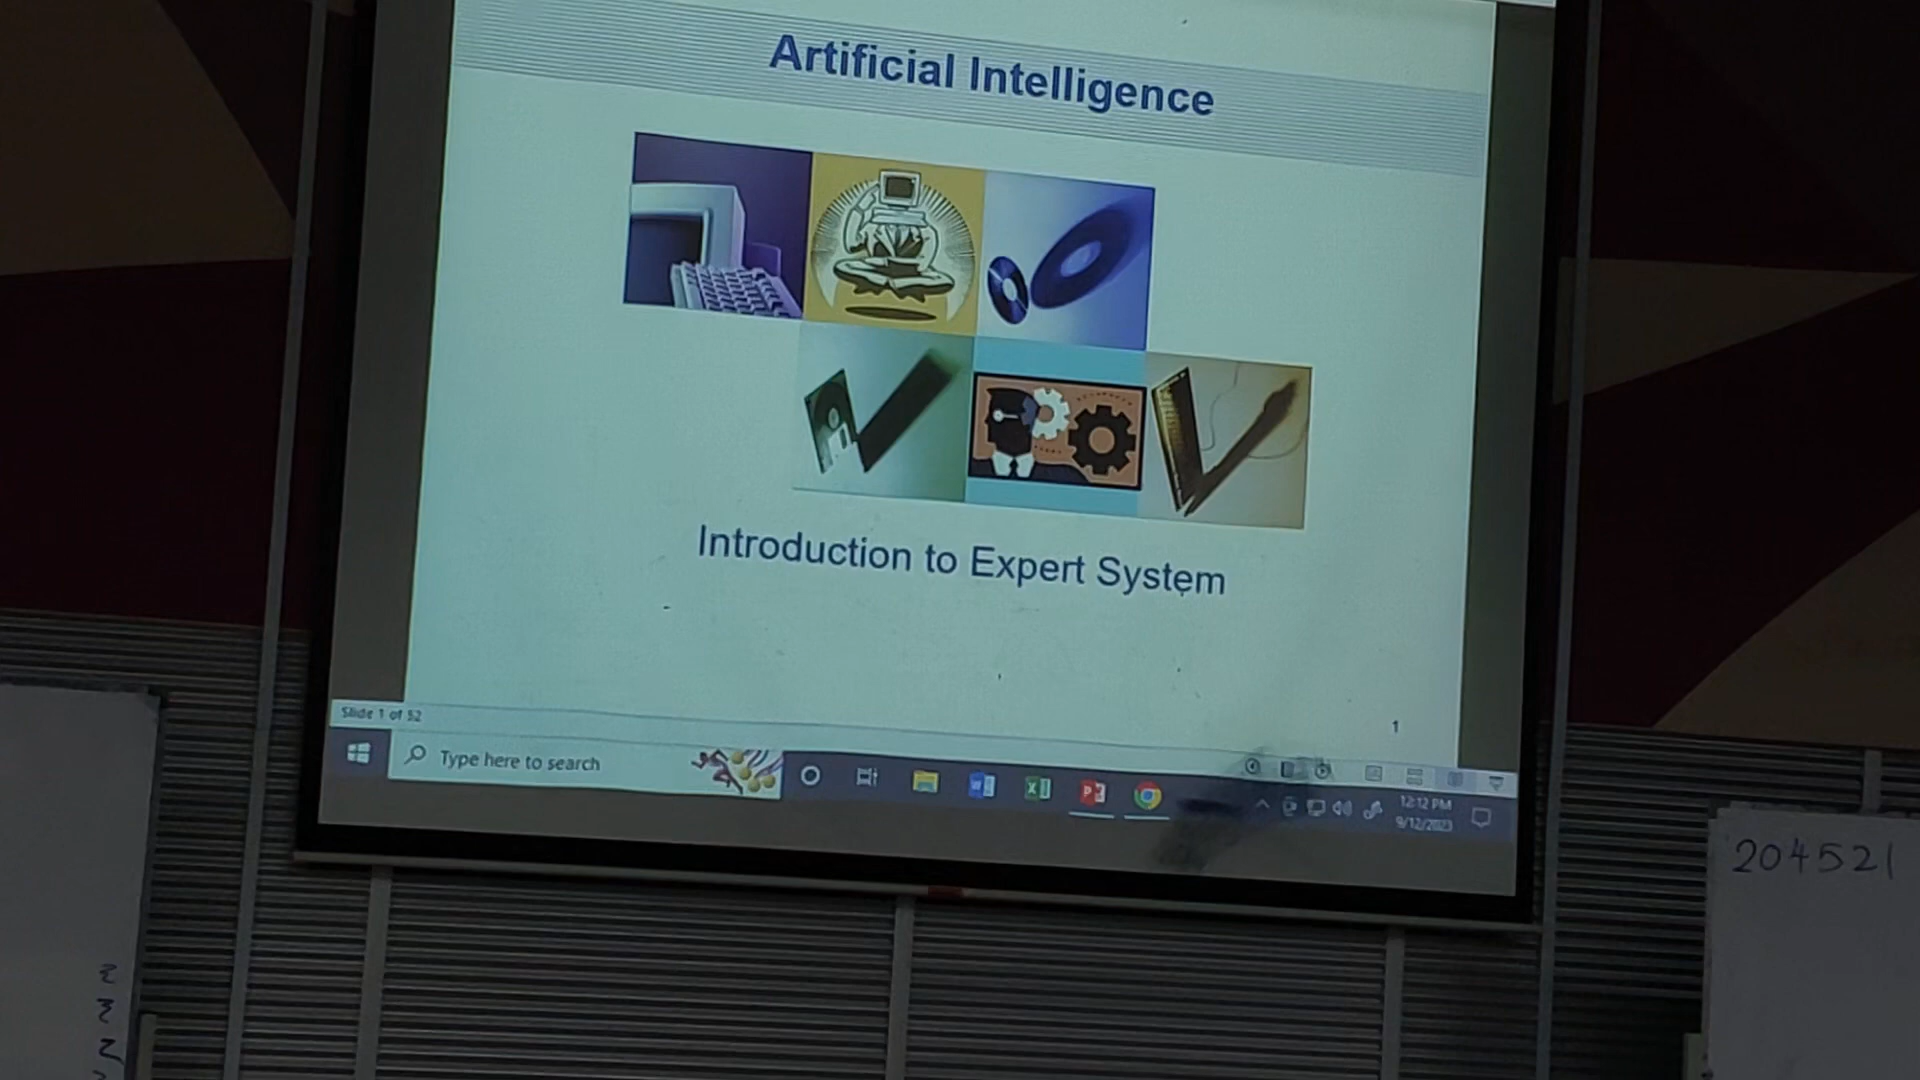 Artificial Intelligence
Introduction to Expert System
1
Slide 1 of 52
Type here to search
12:12 PM
9/12/2023
204521